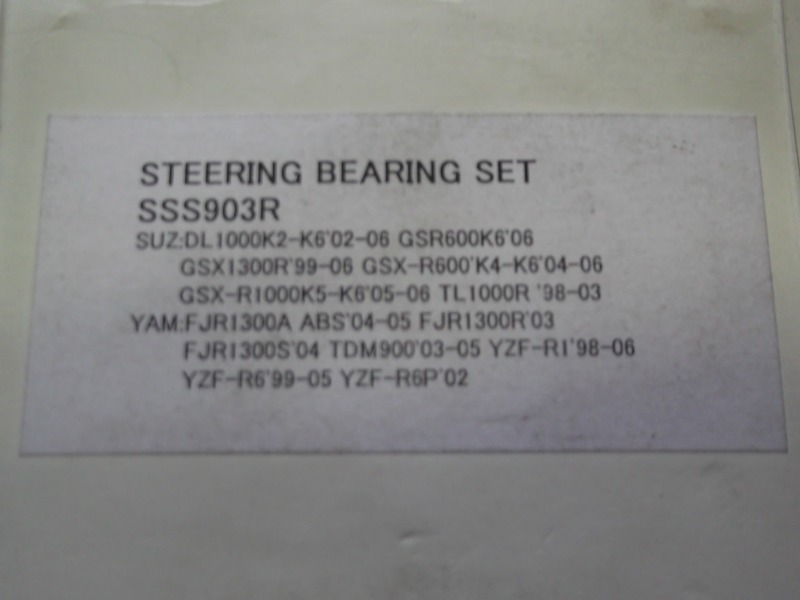 STEERING BEARING SET
SSS903R
SUZ:DL1000K2-K6'02-06 GSR600K6'06
GSX1300R'99-06 GSX-R600'K4-K6'04-06
GSX-R1000K5-K6'05-06 TL1000R '98-03
YAM:FJR1300A ABS'04-05 FJR1300R'03
FJR1300S'04 TDM900'03-05 YZF-R1'98-06
YZF-R6'99-05 YZF-R6P'02